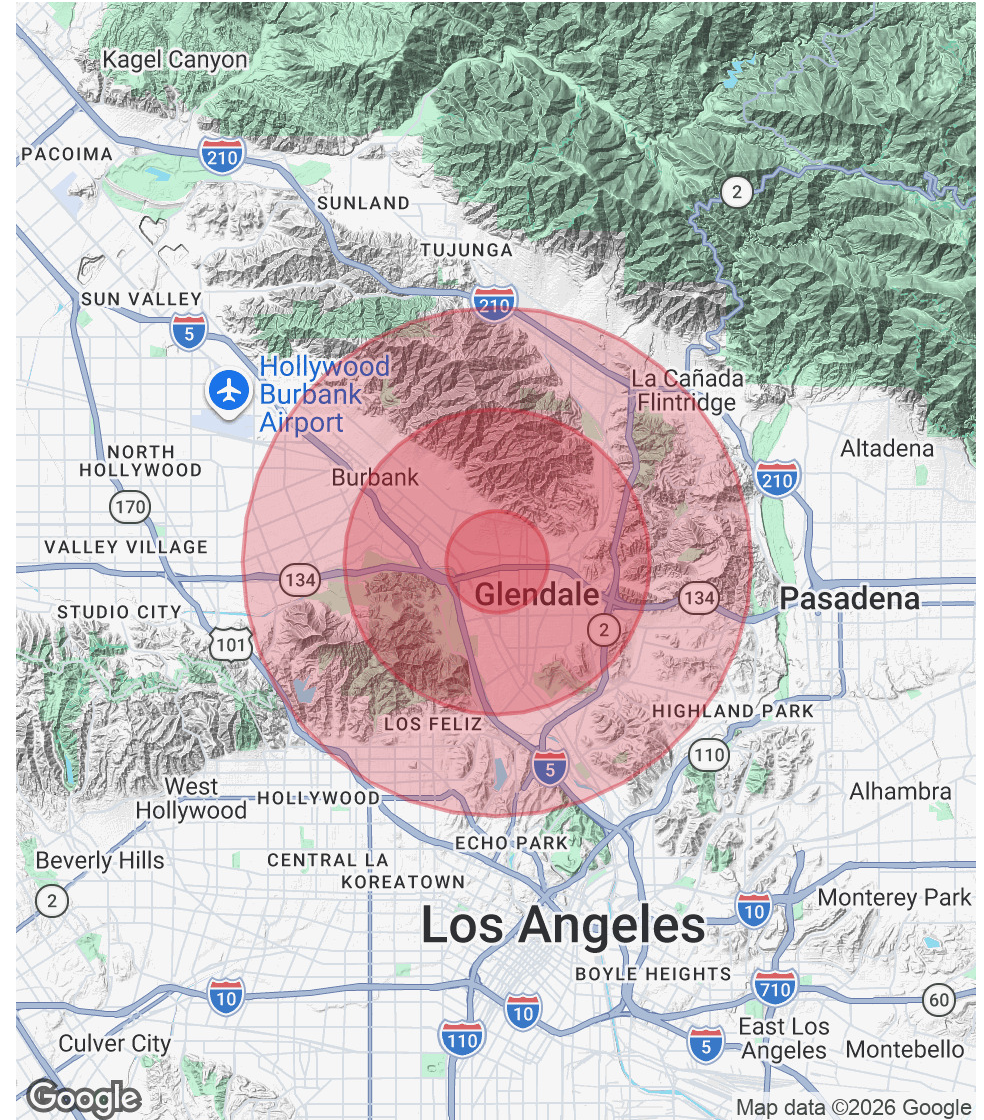 Kagel Canyon
PACOIMA
210
2
SUNLAND
TUJUNGA
SUN VALLEY
210
5
Hollywood
Burbank
Airport
La Cañada
Flintridge
Altadena
NORTH
HOLLYWOOD
Burbank
210
170
VALLEY VILLAGE
134
Glendale
134
Pasadena
STUDIO CITY
2
101
HIGHLAND PARK
LOS FELIZ
110
5
West
Hollywood
HOLLYWOOD
Alhambra
ECHO PARK
Beverly Hills
CENTRAL LA
KOREATOWN
2
Monterey Park
10
Los Angeles
BOYLE HEIGHTS
710
10
60
10
110
5
East Los
Angeles
Montebello
Culver City
Google
Map data ©2026 Google